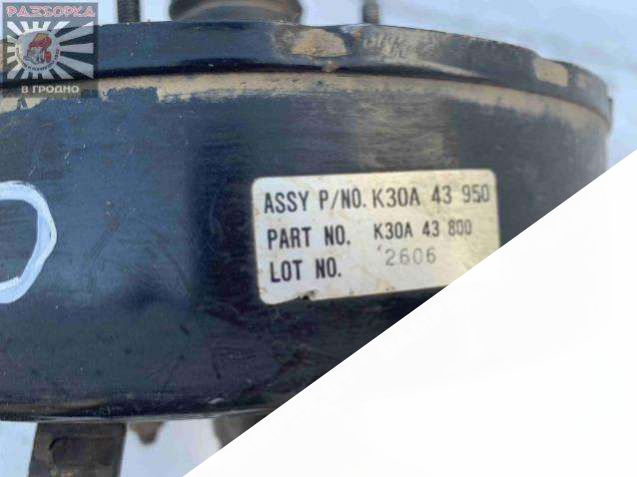 РАЗБОРКА
В ГРОДНО
ASSY P/NO. K30A 43 950
PART NO. K30A 43 800
LOT NO. '2606